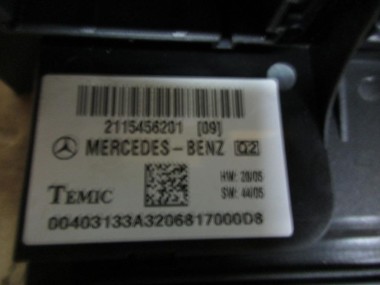 2115456201 [09]
MERCEDES-BENZ Q2
HW: 28/05
SW: 44/05
TEMIC
00403133A3206817000D8